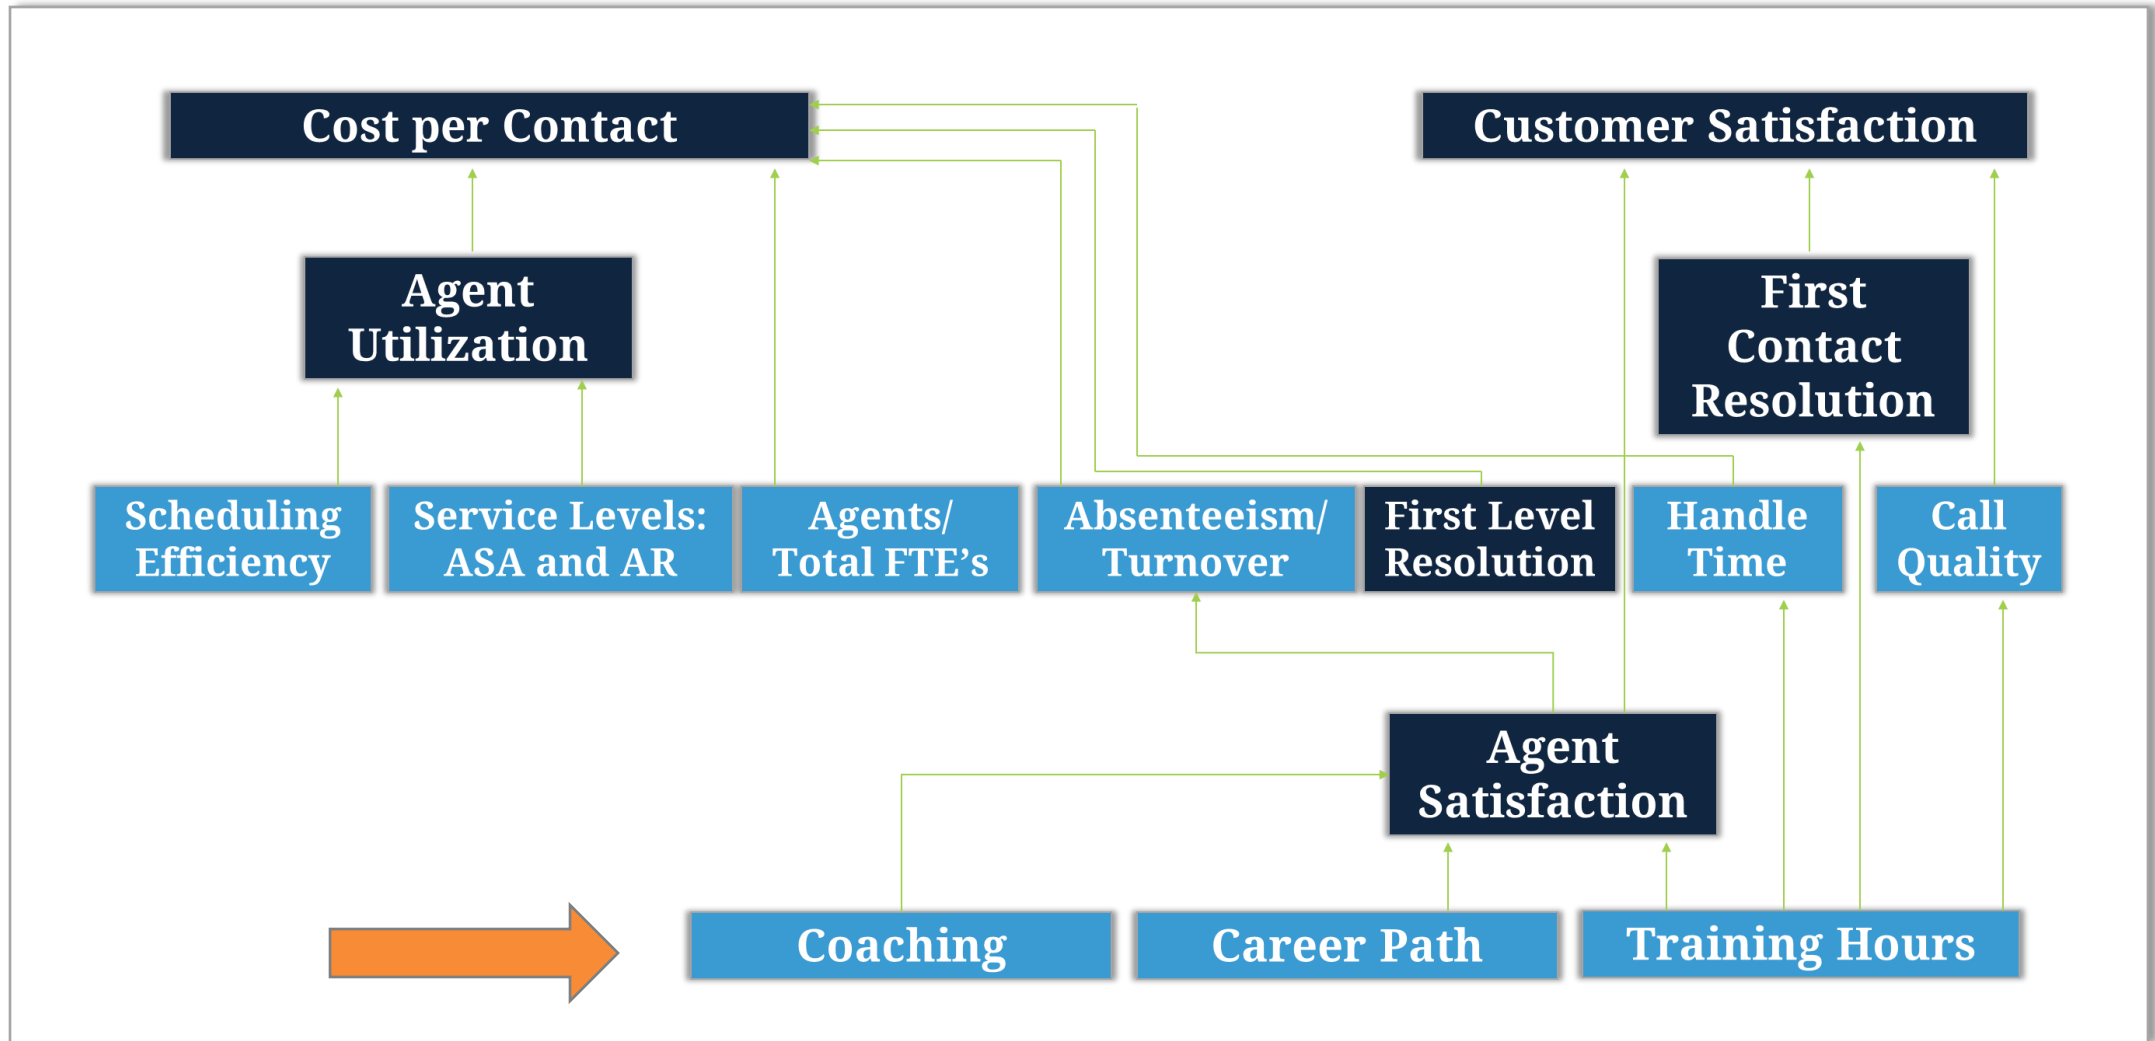 Cost per Contact
Customer Satisfaction
Agent
Utilization
First
Contact
Resolution
Scheduling
Efficiency
Service Levels:
ASA and AR
Agents/
Total FTE’s
Absenteeism/
Turnover
First Level
Resolution
Handle
Time
Call
Quality
Agent
Satisfaction
Coaching
Career Path
Training Hours